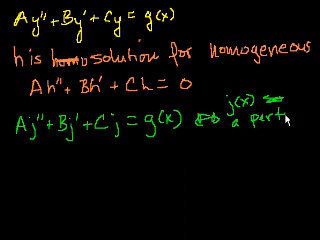 Ay'' + By' + Cy = g(x)
h is solution for homogeneous
Ah'' + Bh' + Ch = 0
Aj'' + Bj' + Cj = g(x)
j(x)
a part